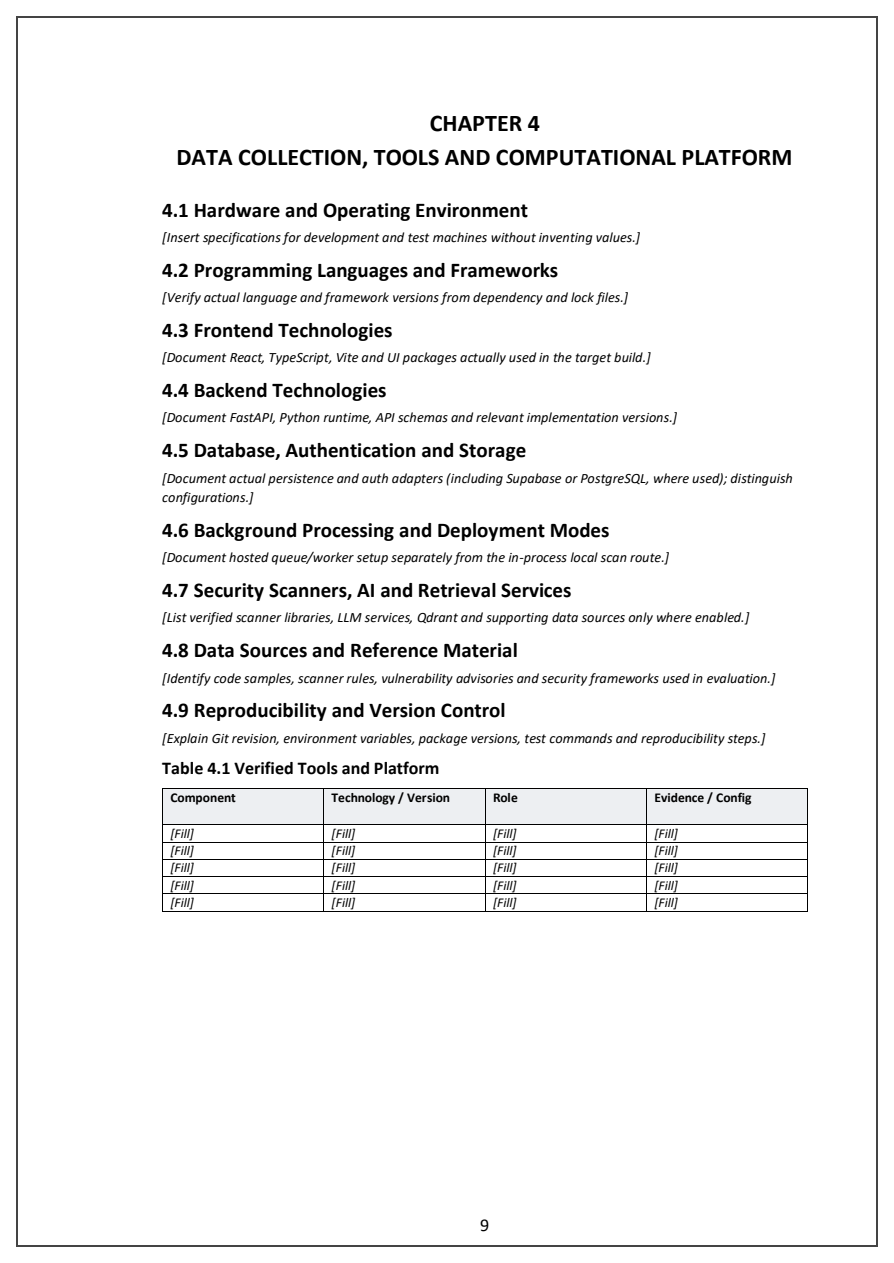 CHAPTER 4
DATA COLLECTION, TOOLS AND COMPUTATIONAL PLATFORM
4.1 Hardware and Operating Environment
[Insert specifications for development and test machines without inventing values.]
4.2 Programming Languages and Frameworks
[Verify actual language and framework versions from dependency and lock files.]
4.3 Frontend Technologies
[Document React, TypeScript, Vite and UI packages actually used in the target build.]
4.4 Backend Technologies
[Document FastAPI, Python runtime, API schemas and relevant implementation versions.]
4.5 Database, Authentication and Storage
[Document actual persistence and auth adapters (including Supabase or PostgreSQL, where used); distinguish
configurations.]
4.6 Background Processing and Deployment Modes
[Document hosted queue/worker setup separately from the in-process local scan route.]
4.7 Security Scanners, AI and Retrieval Services
[List verified scanner libraries, LLM services, Qdrant and supporting data sources only where enabled.]
4.8 Data Sources and Reference Material
[Identify code samples, scanner rules, vulnerability advisories and security frameworks used in evaluation.]
4.9 Reproducibility and Version Control
[Explain Git revision, environment variables, package versions, test commands and reproducibility steps.]
Table 4.1 Verified Tools and Platform
Component Technology / Version Role Evidence / Config
[Fill] [Fill] [Fill] [Fill]
[Fill] [Fill] [Fill] [Fill]
[Fill] [Fill] [Fill] [Fill]
[Fill] [Fill] [Fill] [Fill]
[Fill] [Fill] [Fill] [Fill]
9